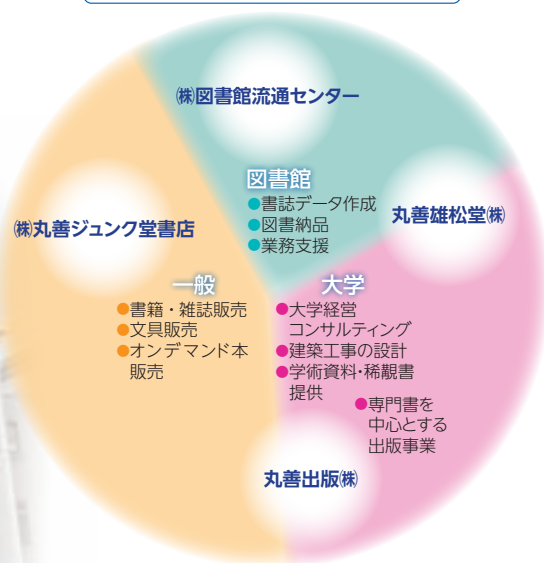 ㈱図書館流通センター
図書館
●書誌データ作成
●図書納品
●業務支援
丸善雄松堂㈱
㈱丸善ジュンク堂書店
一般
●書籍・雑誌販売
●文具販売
●オンデマンド本
販売
大学
●大学経営
コンサルティング
●建築工事の設計
●学術資料・稀覯書
提供
●専門書を
中心とする
出版事業
丸善出版㈱